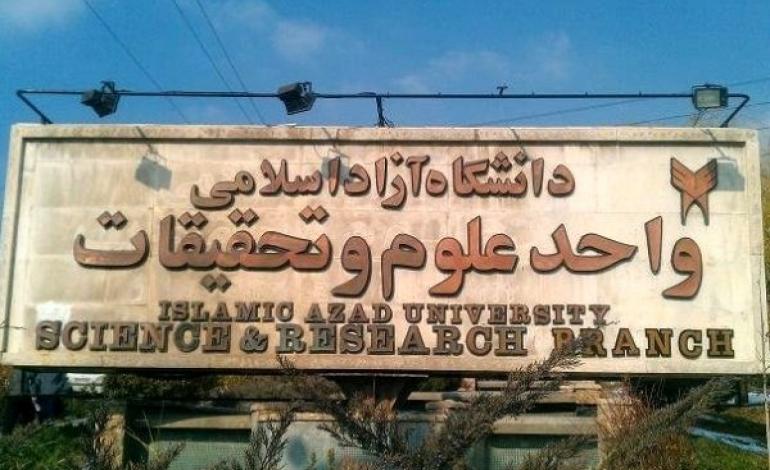 دانشگاه آزاد اسلامی
واحد علوم و تحقیقات
ISLAMIC AZAD UNIVERSITY
SCIENCE & RESEARCH BRANCH